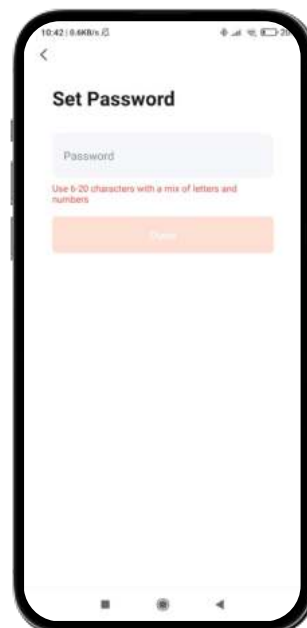 10:42 | 0.6KB/s
Set Password
Password
Use 6-20 characters with a mix of letters and
numbers